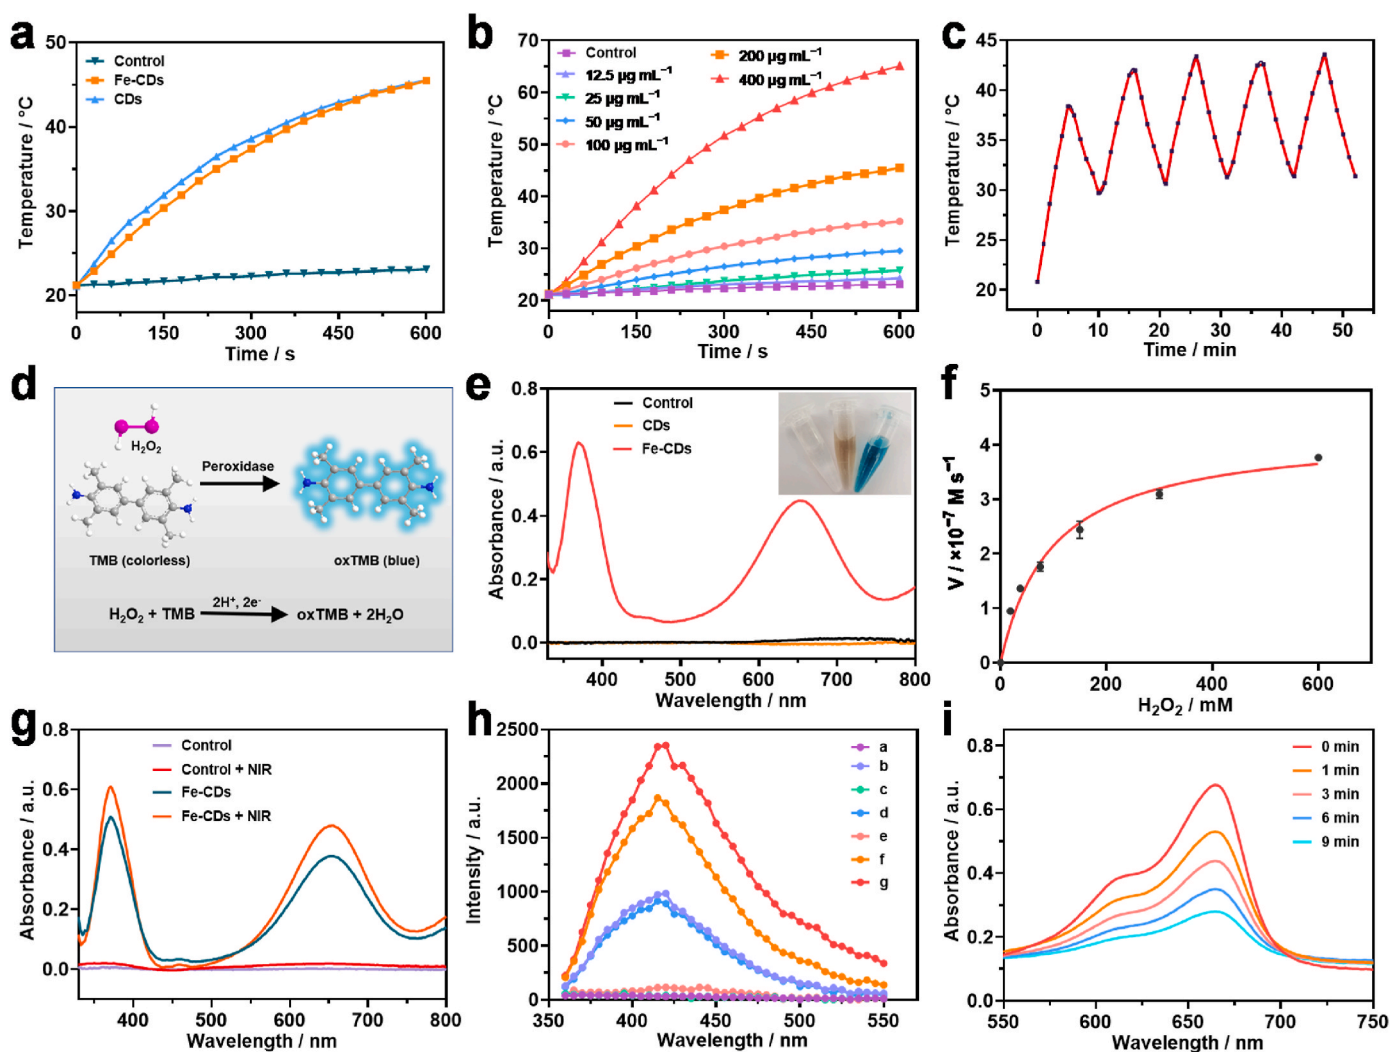 a
50
40
30
20
Temperature / °C
Control
Fe-CDs
CDs
0
150
300
450
600
Time / s
b
70
60
50
40
30
20
Temperature / °C
Control
12.5 µg mL⁻¹
25 µg mL⁻¹
50 µg mL⁻¹
100 µg mL⁻¹
200 µg mL⁻¹
400 µg mL⁻¹
0
150
300
450
600
Time / s
c
45
40
35
30
25
20
Temperature / °C
0
10
20
30
40
50
Time / min
d
H₂O₂
Peroxidase
TMB (colorless)
oxTMB (blue)
H₂O₂ + TMB
2H⁺, 2e⁻
oxTMB + 2H₂O
e
0.8
0.6
0.4
0.2
0.0
Absorbance / a.u.
Control
CDs
Fe-CDs
400
500
600
700
800
Wavelength / nm
f
5
4
3
2
1
0
V / ×10⁻⁷ M s⁻¹
0
200
400
600
H₂O₂ / mM
g
0.8
0.6
0.4
0.2
0.0
Absorbance / a.u.
Control
Control + NIR
Fe-CDs
Fe-CDs + NIR
400
500
600
700
800
Wavelength / nm
h
2500
2000
1500
1000
500
0
Intensity / a.u.
a
b
c
d
e
f
g
350
400
450
500
550
Wavelength / nm
i
0.8
0.6
0.4
0.2
0.0
Absorbance / a.u.
0 min
1 min
3 min
6 min
9 min
550
600
650
700
750
Wavelength / nm